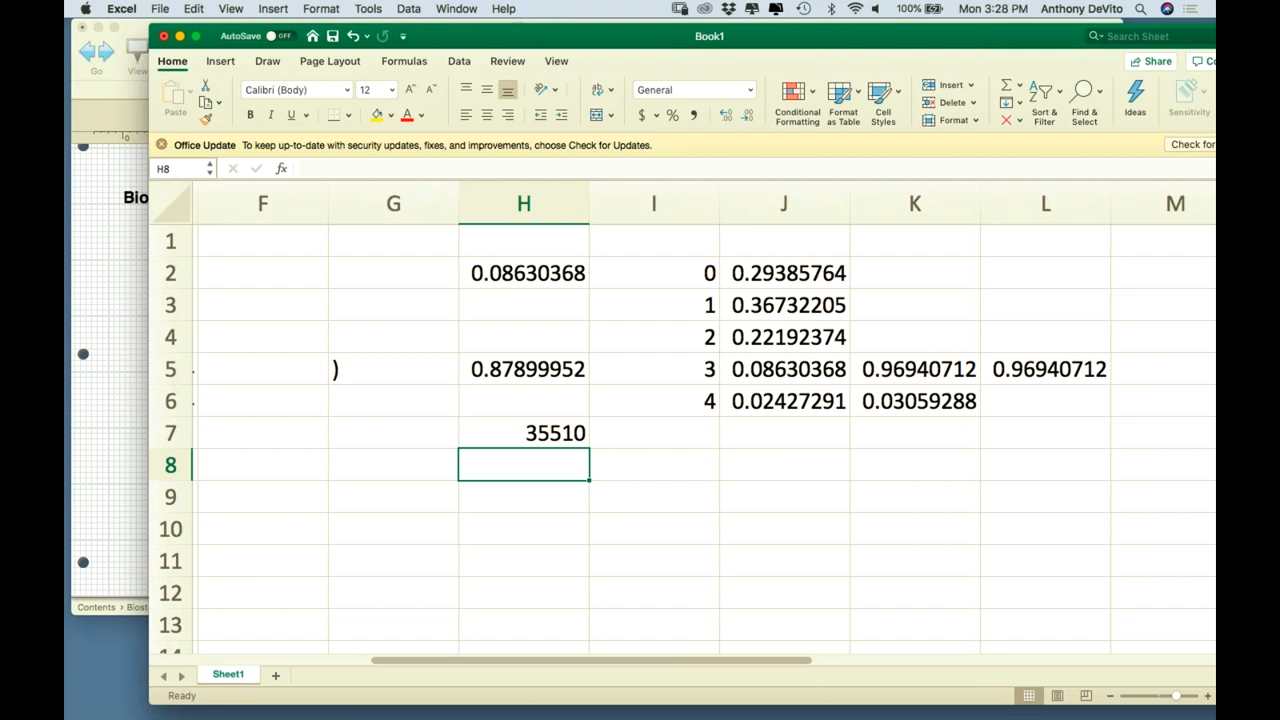 Excel File Edit View Insert Format Tools Data Window Help 100% Mon 3:28 PM Anthony DeVito
AutoSave OFF Book1 Search Sheet
Go View
Home Insert Draw Page Layout Formulas Data Review View Share Co
Paste Calibri (Body) 12 A A General Conditional Formatting Format as Table Cell Styles Insert Delete Format Sort & Filter Find & Select Ideas Sensitivity
B I U A $ % 
Office Update To keep up-to-date with security updates, fixes, and improvements, choose Check for Updates. Check for
H8 fx
Bio
F G H I J K L M
1
2 0.08630368 0 0.29385764
3 1 0.36732205
4 2 0.22192374
5 ) 0.87899952 3 0.08630368 0.96940712 0.96940712
6 4 0.02427291 0.03059288
7 35510
8
9
10
11
12
13
14
Contents > Biost
Sheet1 +
Ready